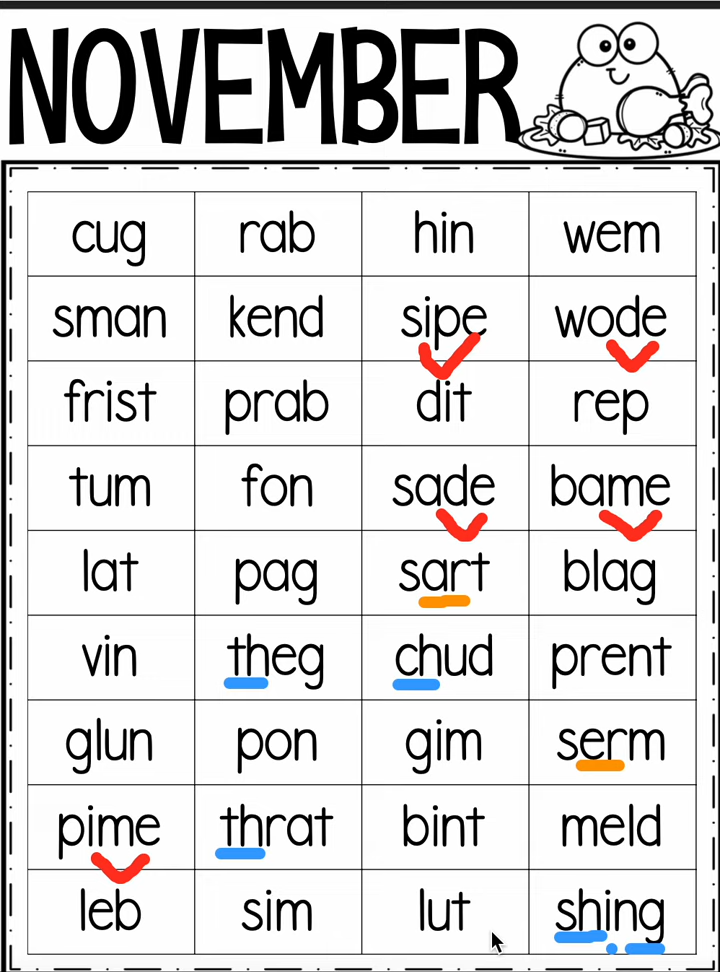 NOVEMBER
cug rab hin wem
sman kend sipe wode
frist prab dit rep
tum fon sade bame
lat pag sart blag
vin theg chud prent
glun pon gim serm
pime thrat bint meld
leb sim lut shing